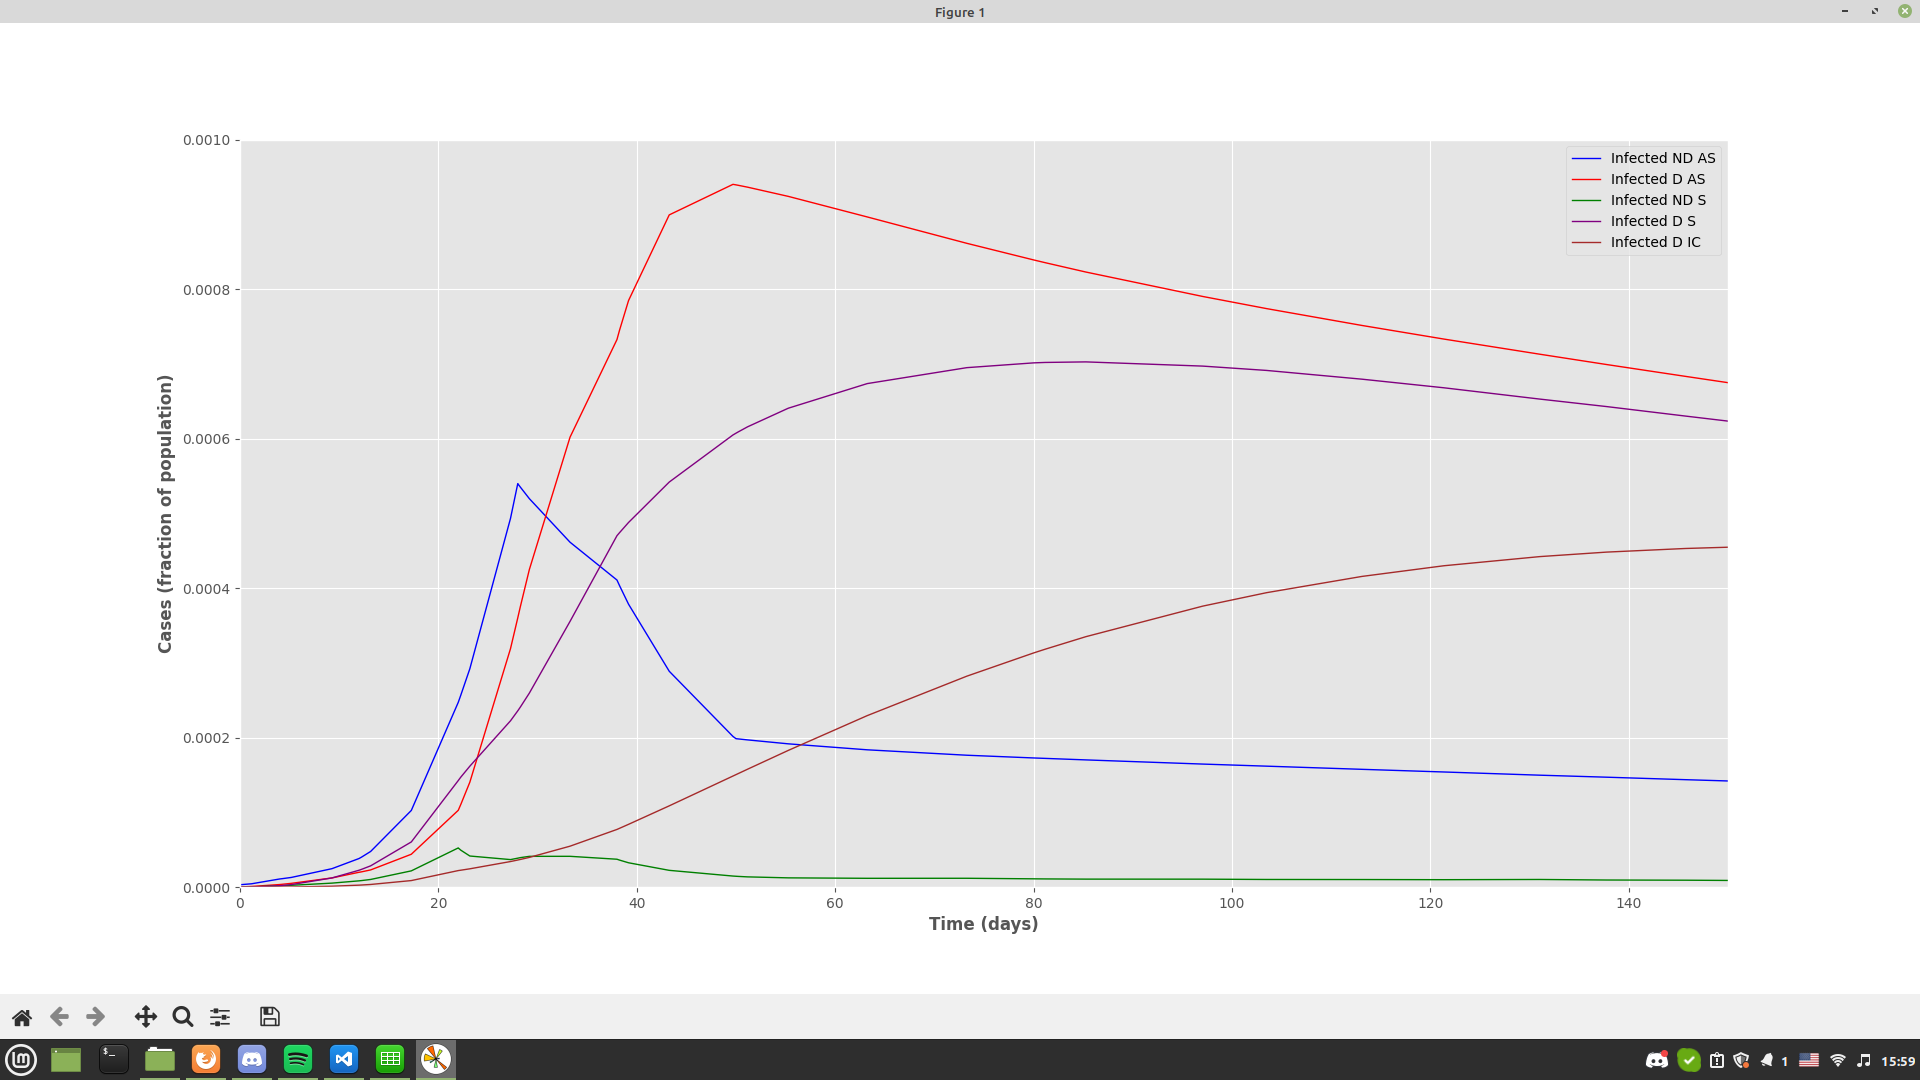 Figure 1
0.0010
0.0008
0.0006
0.0004
0.0002
0.0000
Cases (fraction of population)
0 20 40 60 80 100 120 140
Time (days)
Infected ND AS
Infected D AS
Infected ND S
Infected D S
Infected D IC
$_
1
15:59